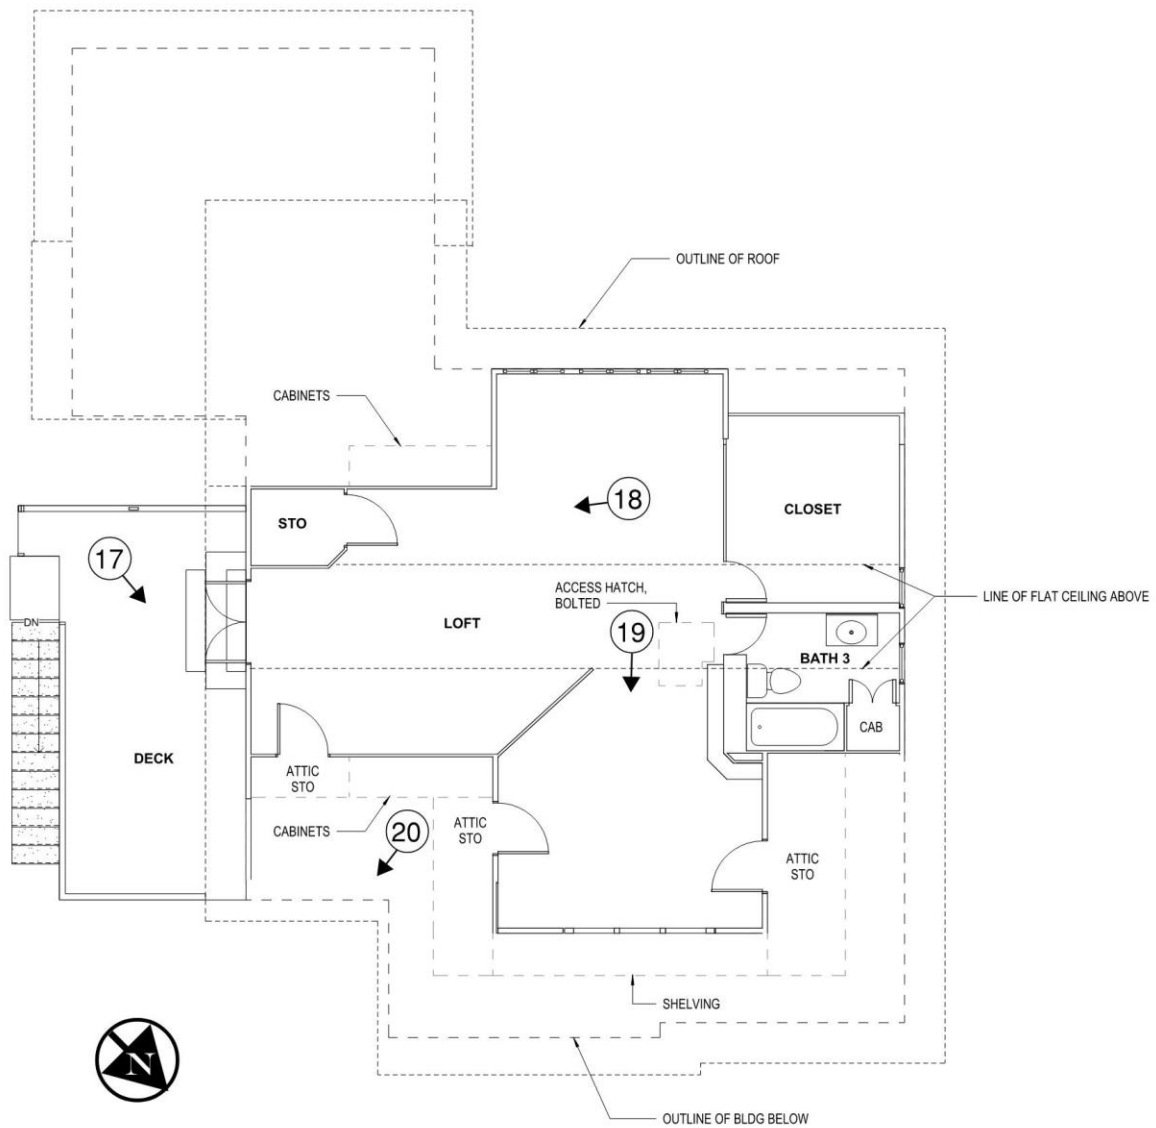 OUTLINE OF ROOF
CABINETS
18
STO
CLOSET
17
ACCESS HATCH,
BOLTED
LINE OF FLAT CEILING ABOVE
DN
LOFT
19
BATH 3
CAB
DECK
ATTIC
STO
CABINETS
20
ATTIC
STO
ATTIC
STO
SHELVING
N
OUTLINE OF BLDG BELOW